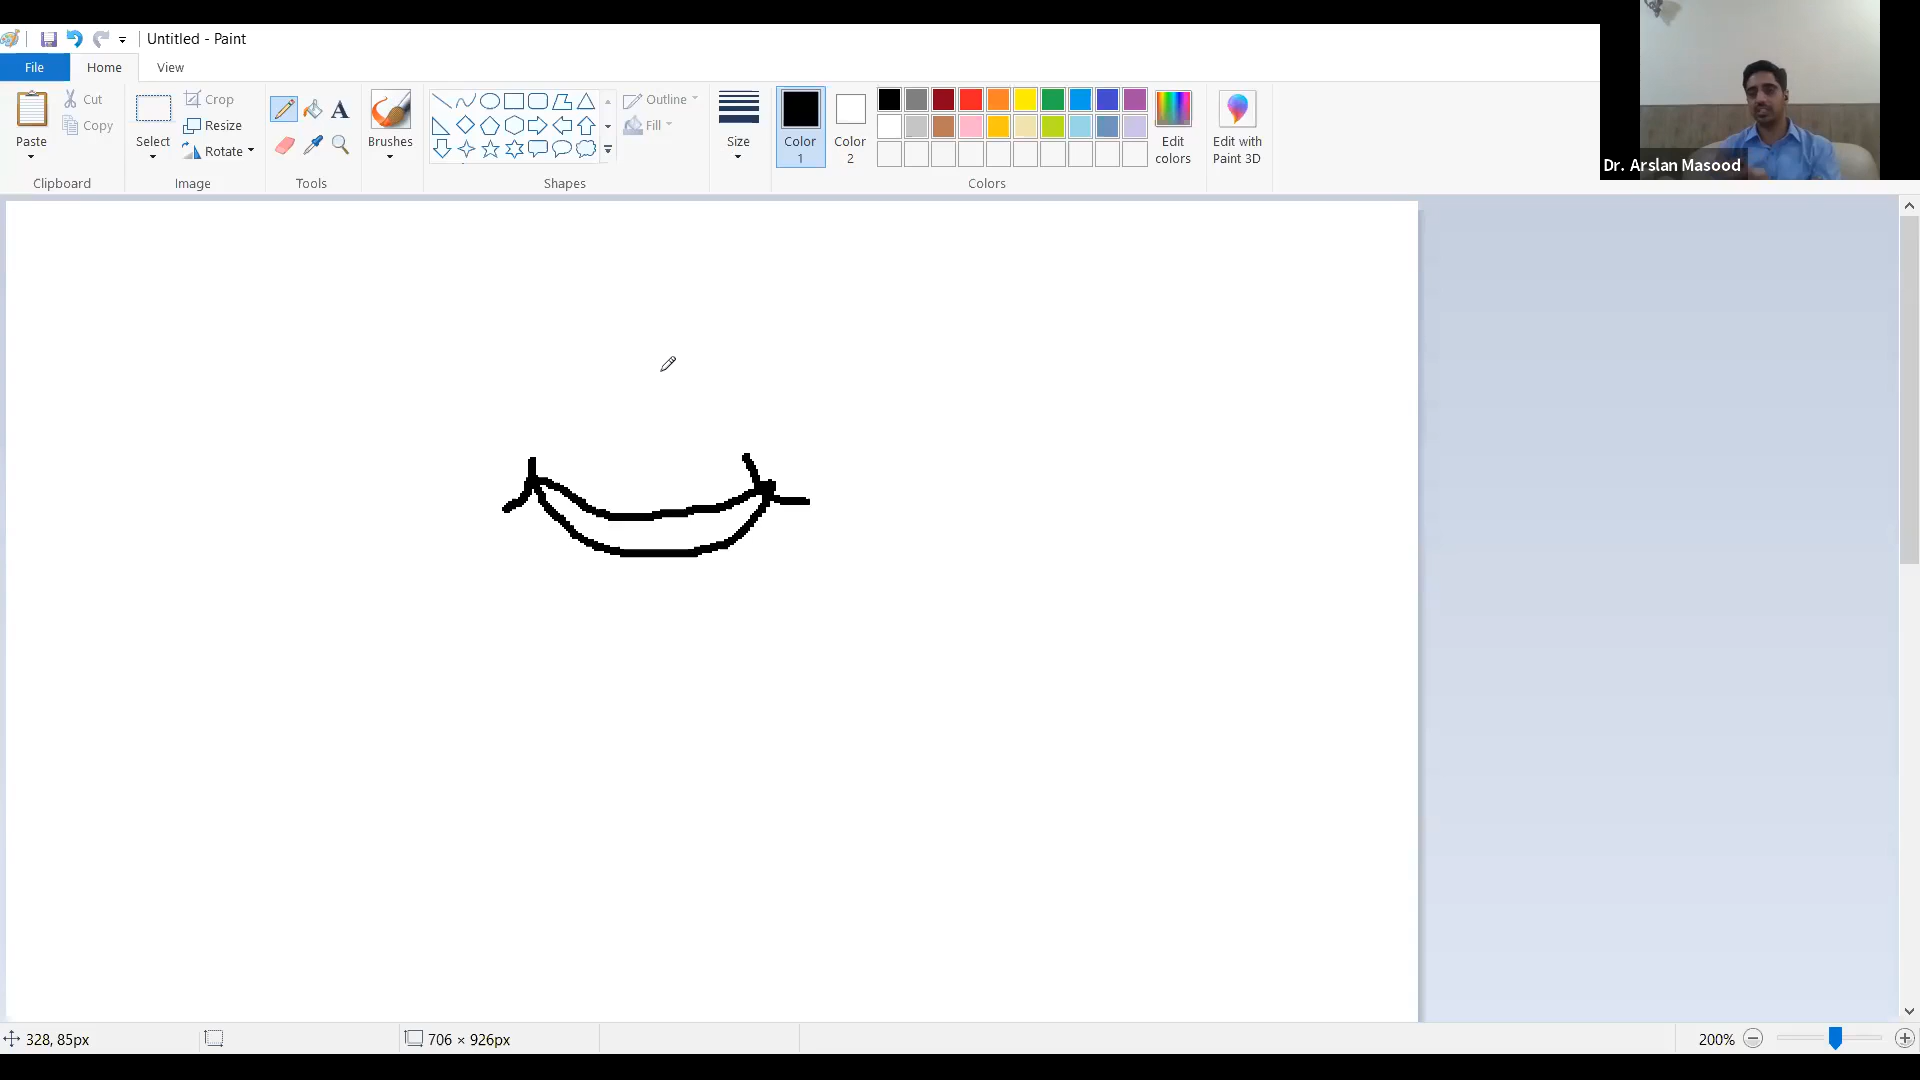 Untitled - Paint
File Home View
Cut
Copy
Paste
Clipboard
Select
Crop
Resize
Rotate
Image
A
Tools
Brushes
Outline
Fill
Shapes
Size
Color 1
Color 2
Edit colors
Edit with Paint 3D
Colors
Dr. Arslan Masood
328, 85px
706 × 926px
200%